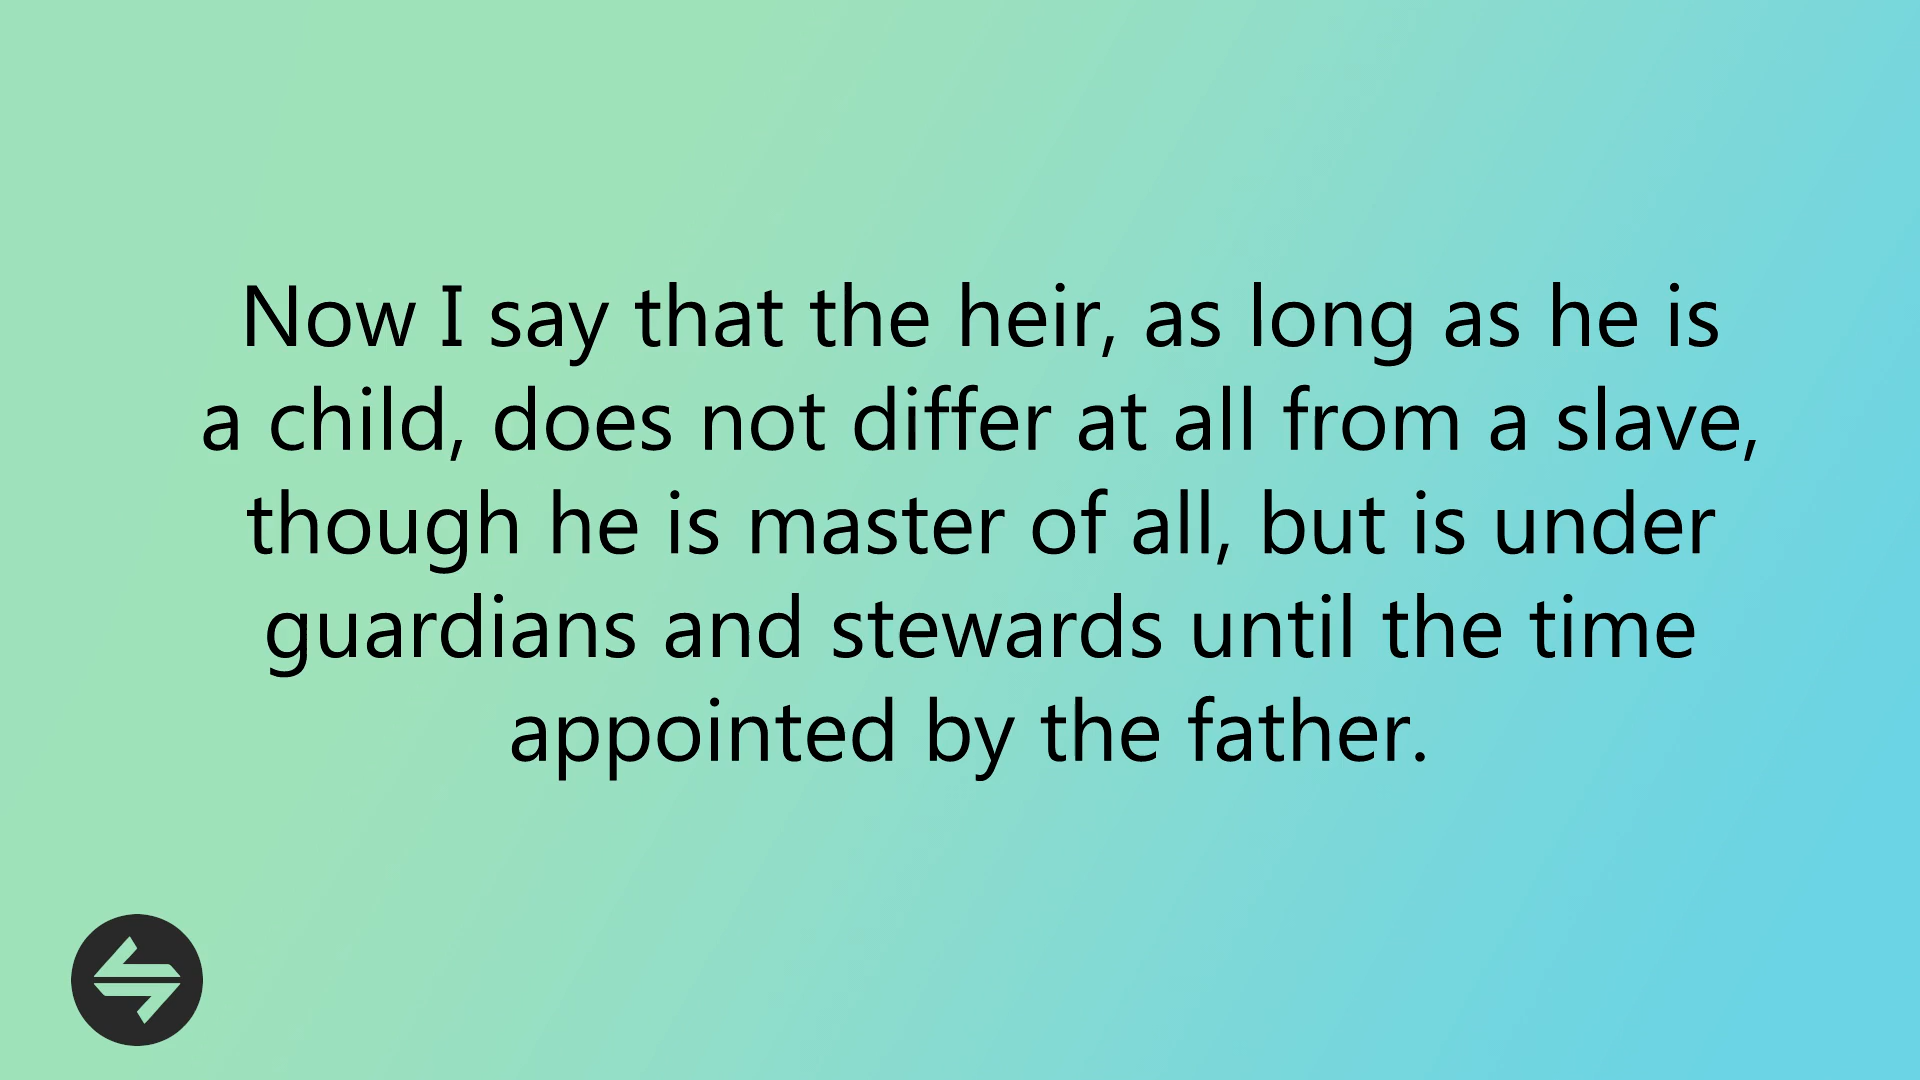 Now I say that the heir, as long as he is
a child, does not differ at all from a slave,
though he is master of all, but is under
guardians and stewards until the time
appointed by the father.